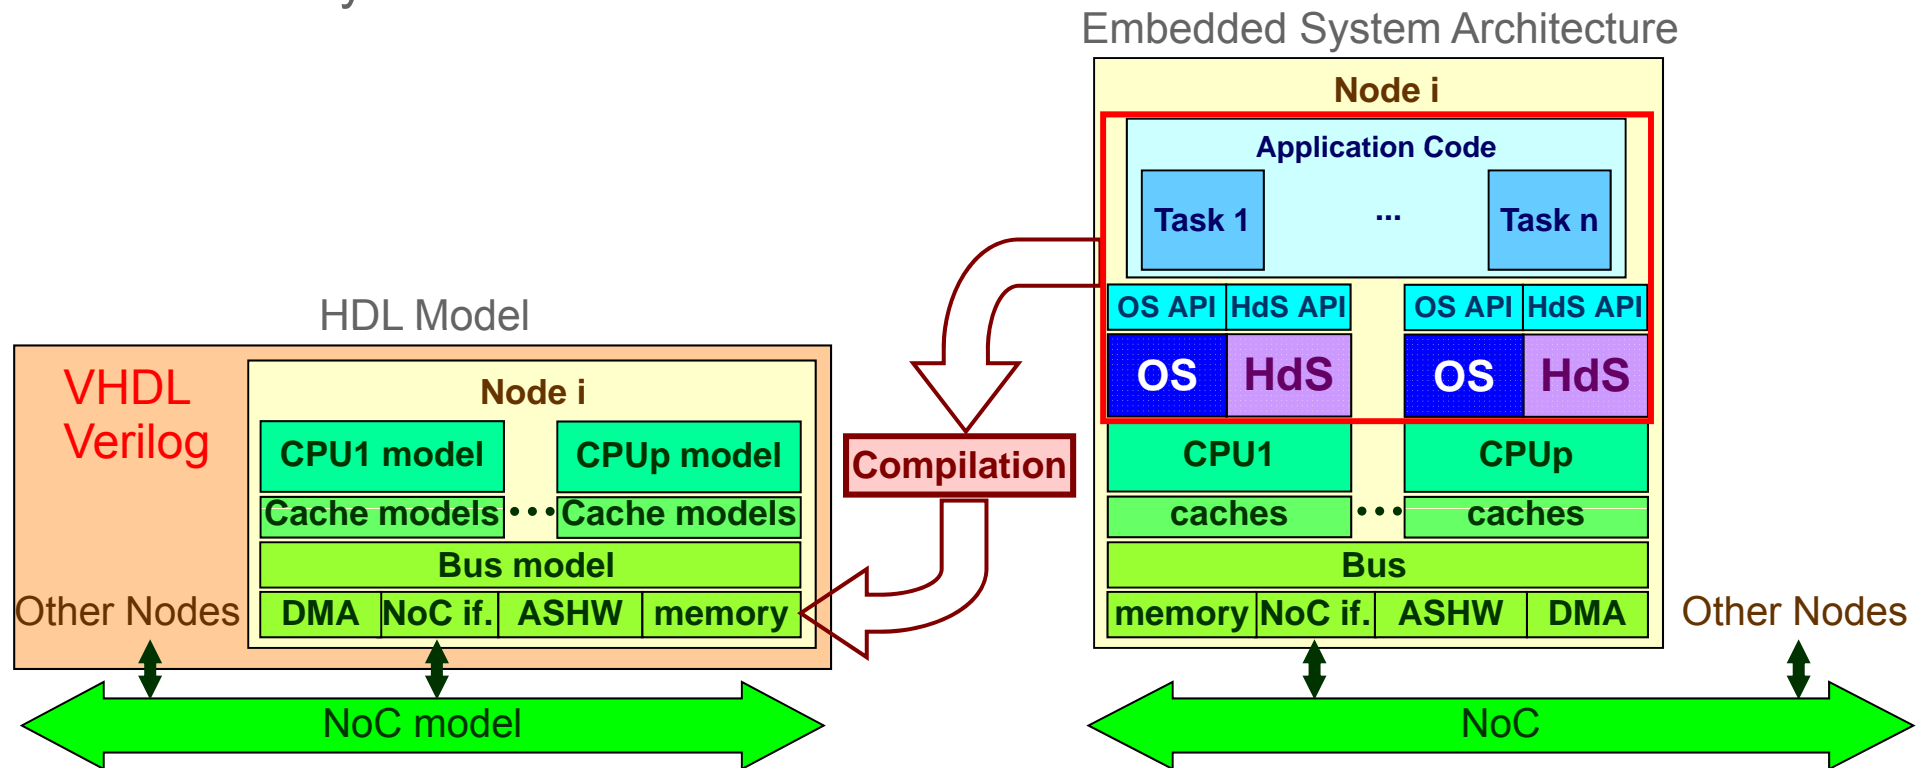 Embedded System Architecture
Node i
Application Code
Task 1 ... Task n
OS API HdS API OS API HdS API
OS HdS OS HdS
CPU1 CPUp
caches ... caches
Bus
memory NoC if. ASHW DMA
Other Nodes
NoC
Compilation
HDL Model
VHDL
Verilog
Node i
CPU1 model CPUp model
Cache models ... Cache models
Bus model
DMA NoC if. ASHW memory
Other Nodes
NoC model